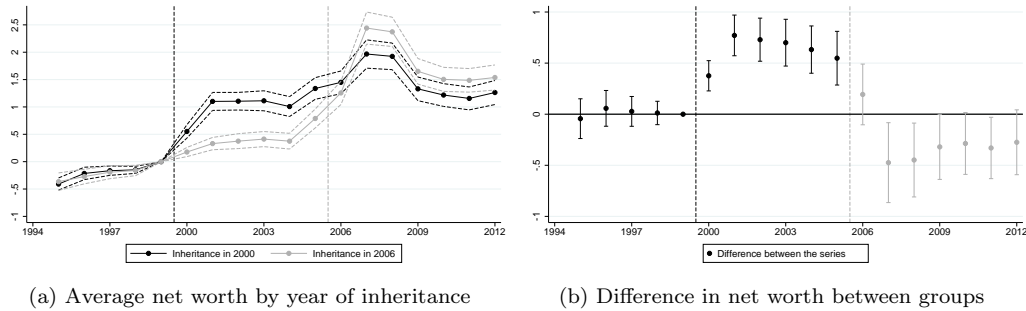 2.5
2
1.5
1
.5
0
-.5
-1
1994 1997 2000 2003 2006 2009 2012
Inheritance in 2000 Inheritance in 2006
(a) Average net worth by year of inheritance
1
.5
0
-.5
-1
1994 1997 2000 2003 2006 2009 2012
Difference between the series
(b) Difference in net worth between groups